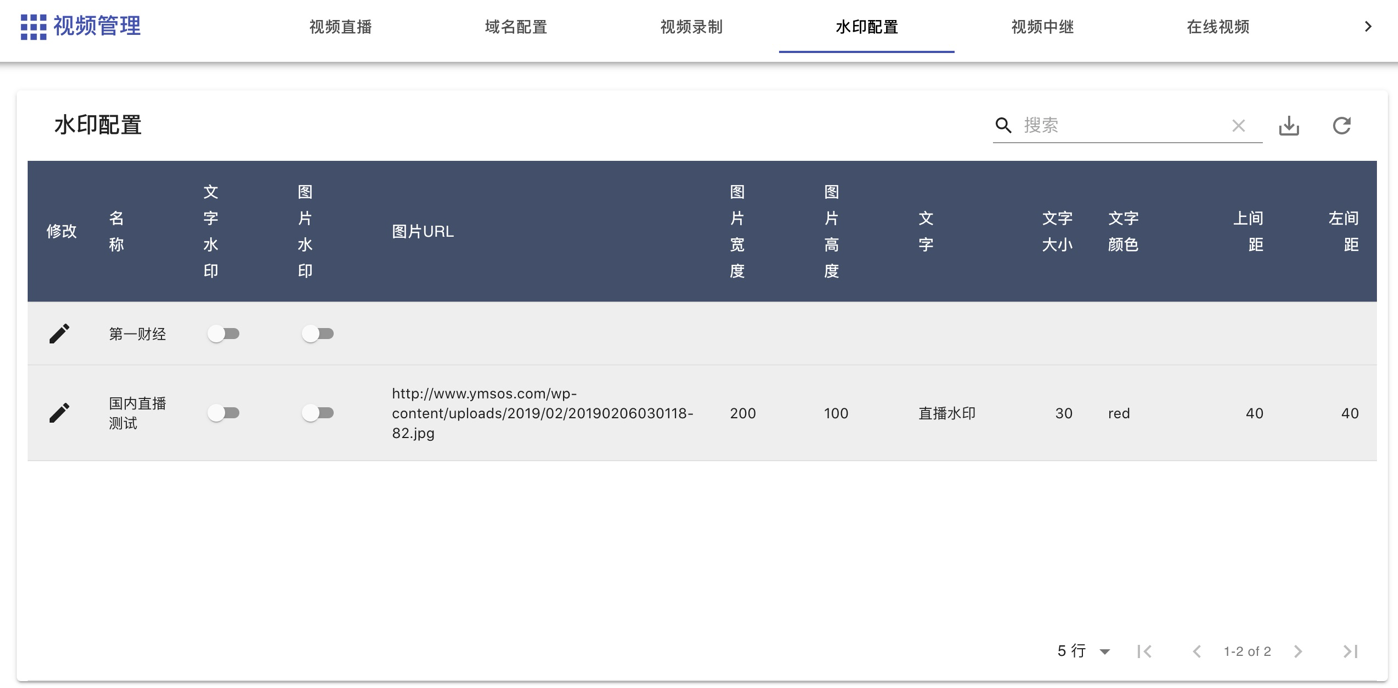 视频管理
视频直播
域名配置
视频录制
水印配置
视频中继
在线视频
水印配置
搜索
修改
名
称
文
字
水
印
图
片
水
印
图片URL
图
片
宽
度
图
片
高
度
文
字
文字
大小
文字
颜色
上间
距
左间
距
第一财经
国内直播
测试
http://www.ymsos.com/wp-
content/uploads/2019/02/20190206030118-
82.jpg
200
100
直播水印
30
red
40
40
5 行
1-2 of 2